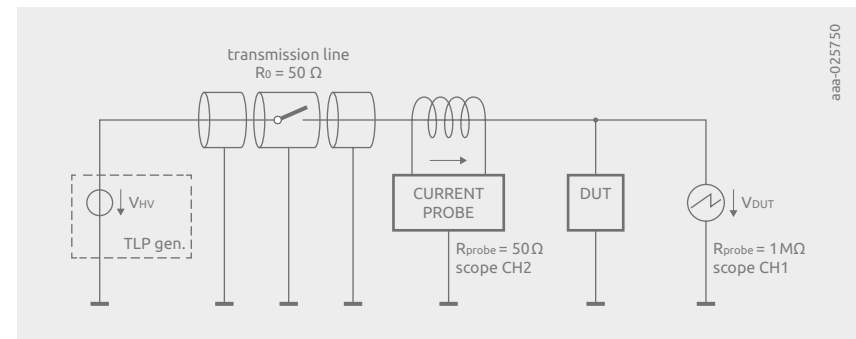 aaa-025750
transmission line
R0 = 50 Ω
VHV
TLP gen.
CURRENT
PROBE
Rprobe = 50 Ω
scope CH2
DUT
VDUT
Rprobe = 1 MΩ
scope CH1